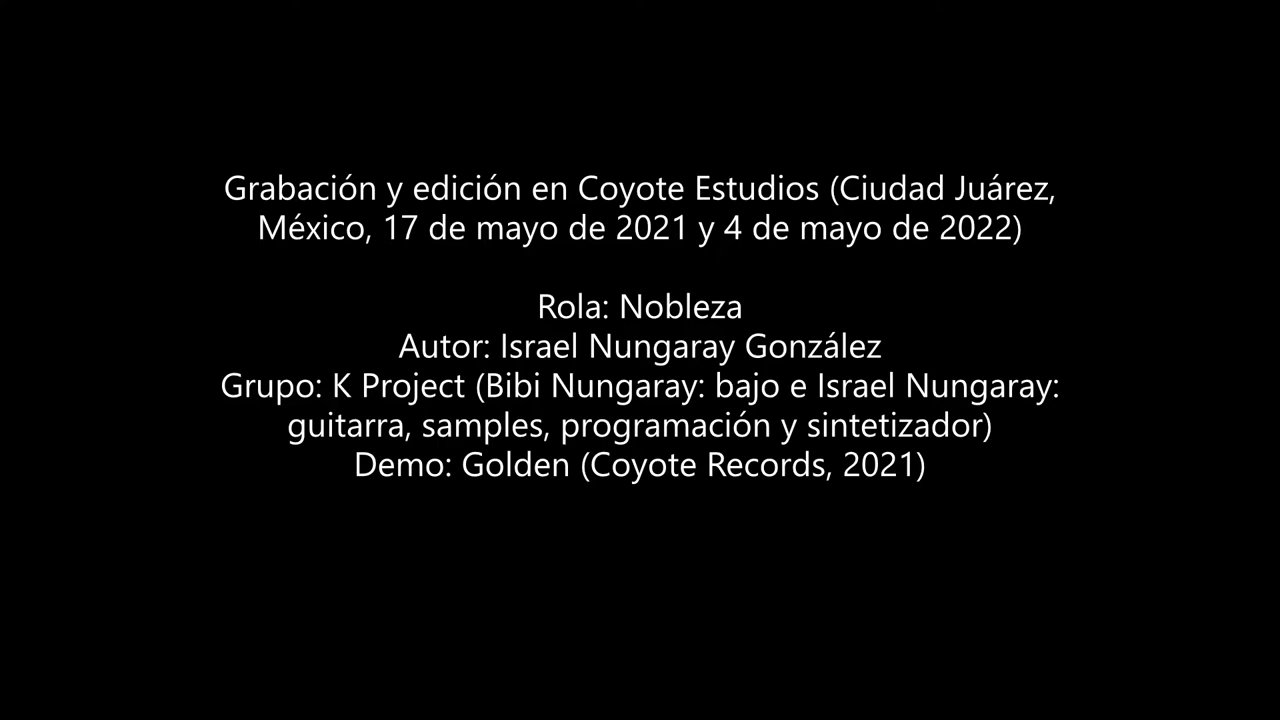 Grabación y edición en Coyote Estudios (Ciudad Juárez,
México, 17 de mayo de 2021 y 4 de mayo de 2022)
Rola: Nobleza
Autor: Israel Nungaray González
Grupo: K Project (Bibi Nungaray: bajo e Israel Nungaray:
guitarra, samples, programación y sintetizador)
Demo: Golden (Coyote Records, 2021)